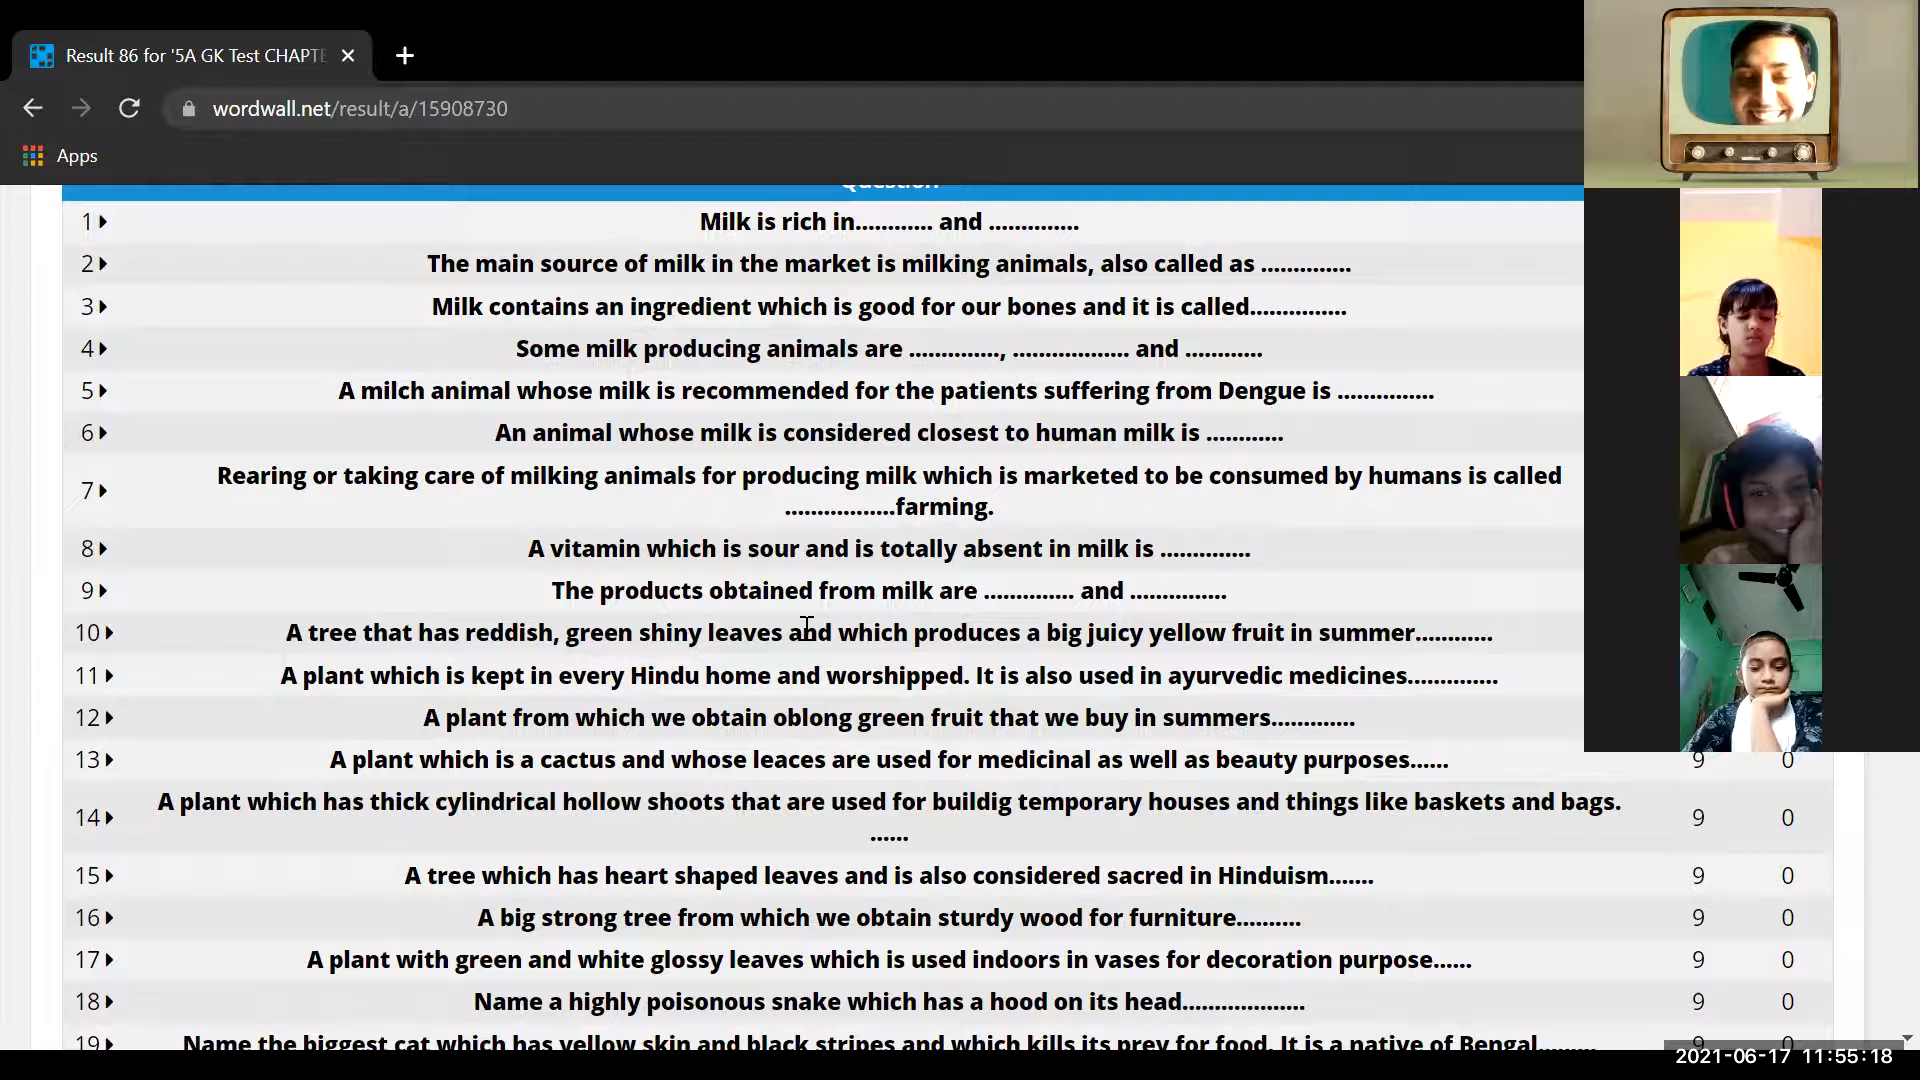 Result 86 for '5A GK Test CHAPTE
wordwall.net/result/a/15908730
Apps
Question
1 Milk is rich in............ and ..............
2 The main source of milk in the market is milking animals, also called as ..............
3 Milk contains an ingredient which is good for our bones and it is called...............
4 Some milk producing animals are .............., .................. and ............
5 A milch animal whose milk is recommended for the patients suffering from Dengue is ...............
6 An animal whose milk is considered closest to human milk is ............
7 Rearing or taking care of milking animals for producing milk which is marketed to be consumed by humans is called
.................farming.
8 A vitamin which is sour and is totally absent in milk is ..............
9 The products obtained from milk are .............. and ...............
10 A tree that has reddish, green shiny leaves and which produces a big juicy yellow fruit in summer............
11 A plant which is kept in every Hindu home and worshipped. It is also used in ayurvedic medicines..............
12 A plant from which we obtain oblong green fruit that we buy in summers.............
13 A plant which is a cactus and whose leaces are used for medicinal as well as beauty purposes...... 9 0
14 A plant which has thick cylindrical hollow shoots that are used for buildig temporary houses and things like baskets and bags. 9 0
......
15 A tree which has heart shaped leaves and is also considered sacred in Hinduism....... 9 0
16 A big strong tree from which we obtain sturdy wood for furniture.......... 9 0
17 A plant with green and white glossy leaves which is used indoors in vases for decoration purpose...... 9 0
18 Name a highly poisonous snake which has a hood on its head................... 9 0
19 Name the biggest cat which has yellow skin and black stripes and which kills its prey for food. It is a native of Bengal......... 9 0
2021-06-17 11:55:18